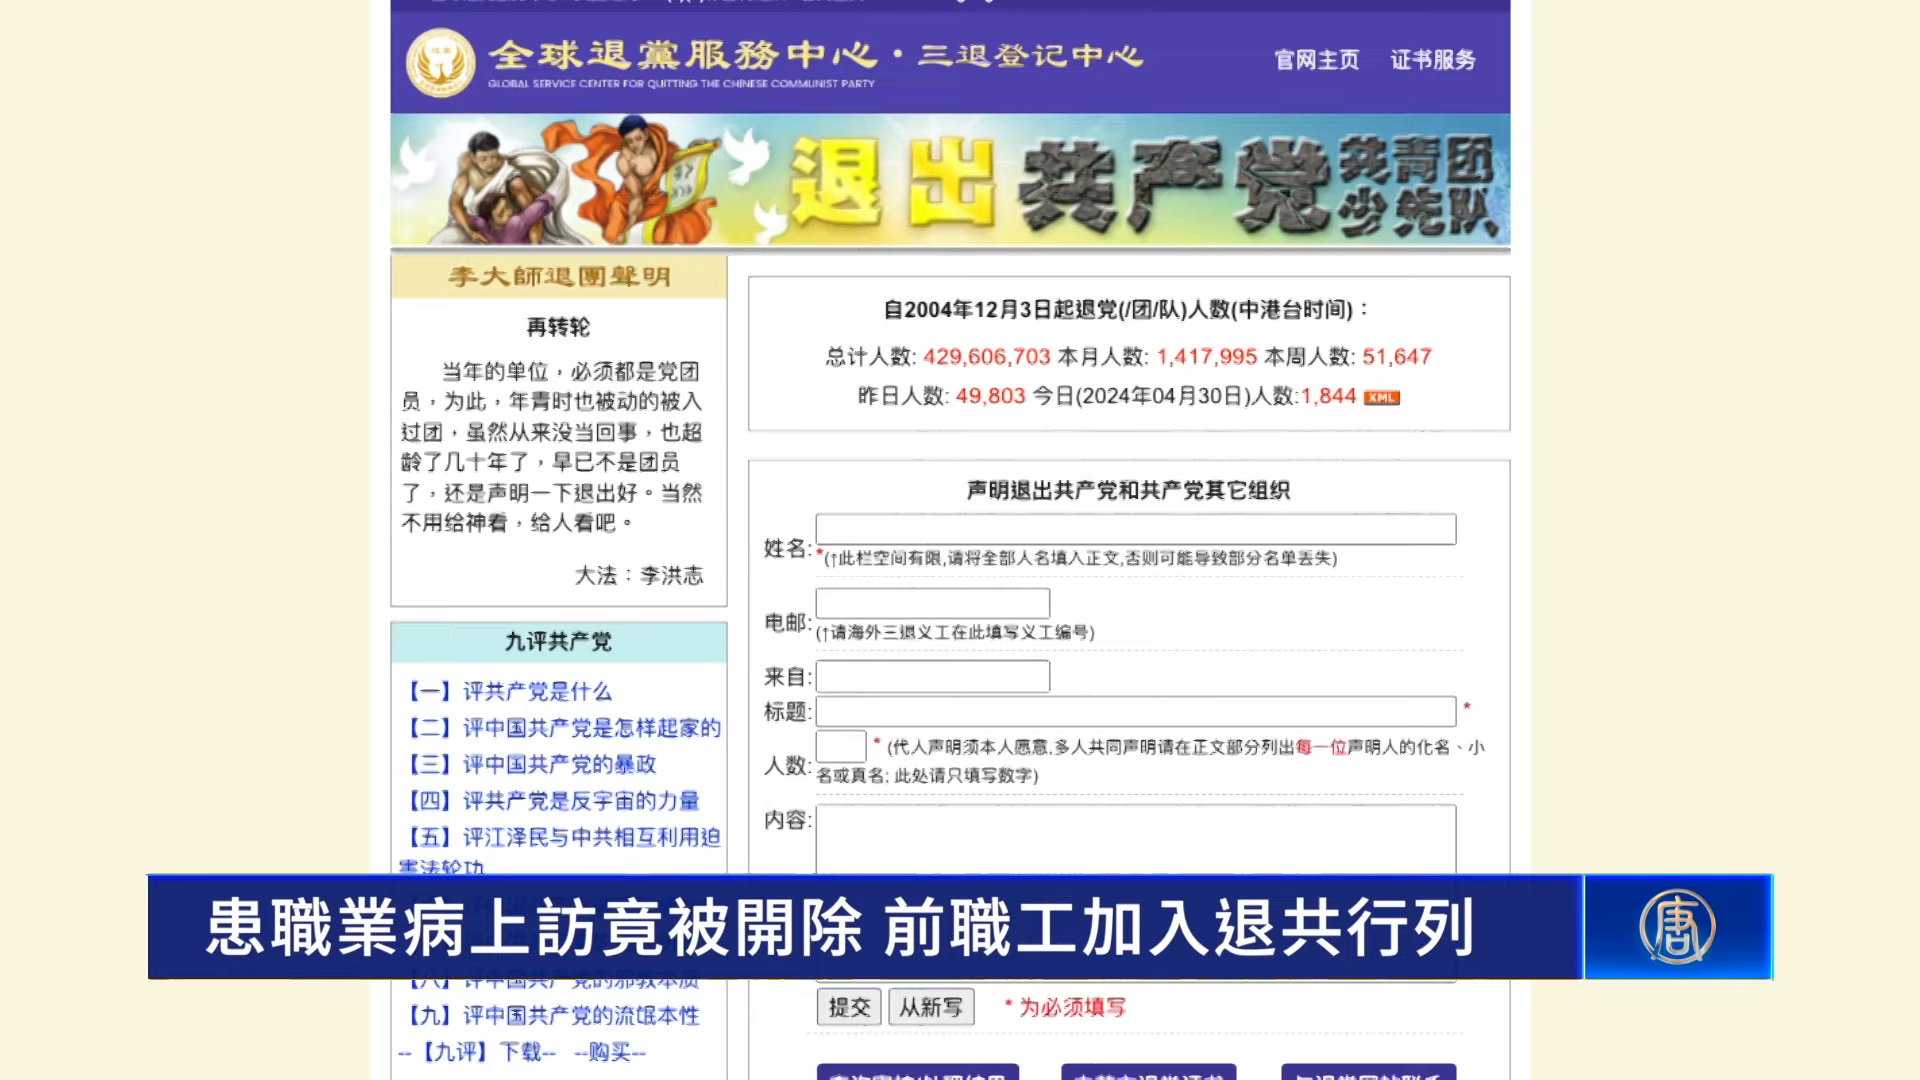 全球退黨服務中心·三退登记中心
GLOBAL SERVICE CENTER FOR QUITTING THE CHINESE COMMUNIST PARTY
官网主页 证书服务
退出共产党 共青团 少先队
李大師退團聲明
再转轮
当年的单位，必须都是党团
员，为此，年青时也被动的被入
过团，虽然从来没当回事，也超
龄了几十年了，早已不是团员
了，还是声明一下退出好。当然
不用给神看，给人看吧。
大法：李洪志
九评共产党
【一】评共产党是什么
【二】评中国共产党是怎样起家的
【三】评中国共产党的暴政
【四】评共产党是反宇宙的力量
【五】评江泽民与中共相互利用迫
害法轮功
【八】评中国共产党的邪教本质
【九】评中国共产党的流氓本性
--【九评】下载-- --购买--
自2004年12月3日起退党(/团/队)人数(中港台时间)：
总计人数: 429,606,703 本月人数: 1,417,995 本周人数: 51,647
昨日人数: 49,803 今日(2024年04月30日)人数:1,844 XML
声明退出共产党和共产党其它组织
姓名:
*(↑此栏空间有限,请将全部人名填入正文,否则可能导致部分名单丢失)
电邮:
(↑请海外三退义工在此填写义工编号)
来自:
标题: *
人数: * (代人声明须本人愿意,多人共同声明请在正文部分列出每一位声明人的化名、小
名或真名; 此处请只填写数字)
内容:
提交 从新写 * 为必须填写
患職業病上訪竟被開除 前職工加入退共行列
唐